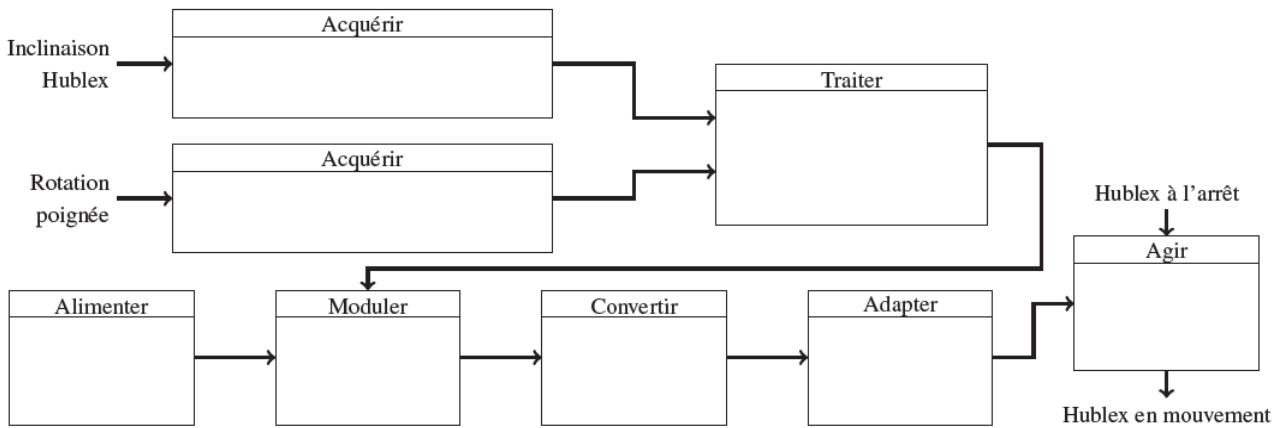 Acquérir
Inclinaison
Hublex
Traiter
Acquérir
Rotation
poignée
Hublex à l'arrêt
Agir
Alimenter
Moduler
Convertir
Adapter
Hublex en mouvement